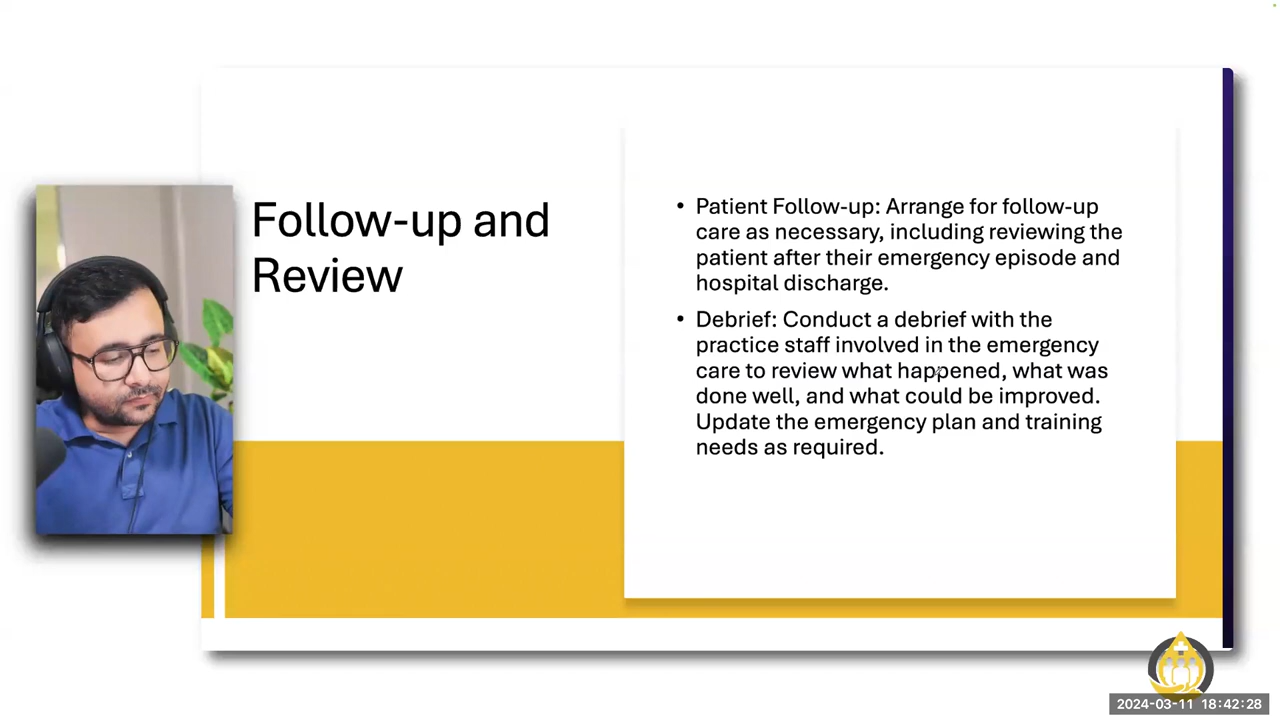 Follow-up and
Review
• Patient Follow-up: Arrange for follow-up
care as necessary, including reviewing the
patient after their emergency episode and
hospital discharge.
• Debrief: Conduct a debrief with the
practice staff involved in the emergency
care to review what happened, what was
done well, and what could be improved.
Update the emergency plan and training
needs as required.
2024-03-11 18:42:28